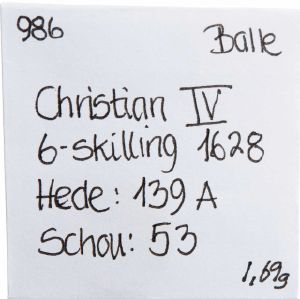 986 Balle
Christian IV
6-skilling 1628
Hede: 139 A
Schou: 53
1,69g